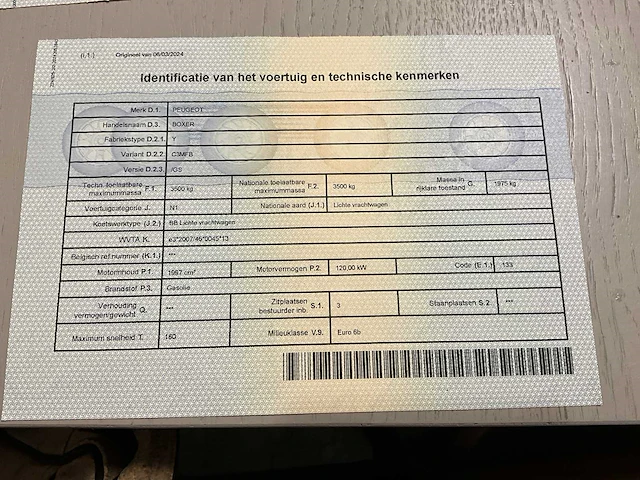 (I,1.) Origineel van 06/03/2024
Identificatie van het voertuig en technische kenmerken
Merk D.1. PEUGEOT
Handelsnaam D.3. BOXER
Fabriekstype D.2.1. Y
Variant D.2.2. C3MFB
Versie D.2.3. /GS
Techn. toelaatbare maximummassa F.1. 3500 kg Nationale toelaatbare maximummassa F.2. 3500 kg Massa in rijklare toestand G. 1975 kg
Voertuigcategorie J. N1 Nationale aard (J.1.) Lichte vrachtwagen
Koetswerktype (J.2.) BB Lichte vrachtwagen
WVTA K. e3*2007/46*0045*13
Belgisch ref nummer (K.1.) ***
Motorinhoud P.1. 1997 cm³ Motorvermogen P.2. 120.00 kW Code (E.1.) 133
Brandstof P.3. Gasolie
Verhouding vermogen/gewicht Q. *** Zitplaatsen bestuurder inb. S.1. 3 Staanplaatsen S.2. ***
Maximum snelheid T. 160 Milieuklasse V.9. Euro 6b